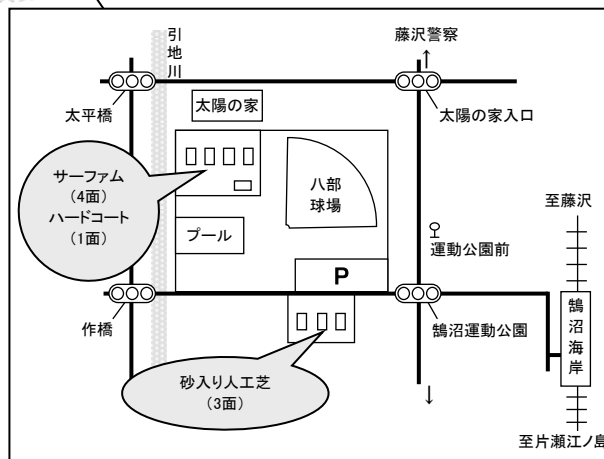 引地川
藤沢警察
↑
太平橋
太陽の家
太陽の家入口
サーファム
(4面)
ハードコート
(1面)
八部
球場
プール
至藤沢
運動公園前
P
作橋
鵠沼運動公園
鵠沼海岸
砂入り人工芝
(3面)
↓
至片瀬江ノ島